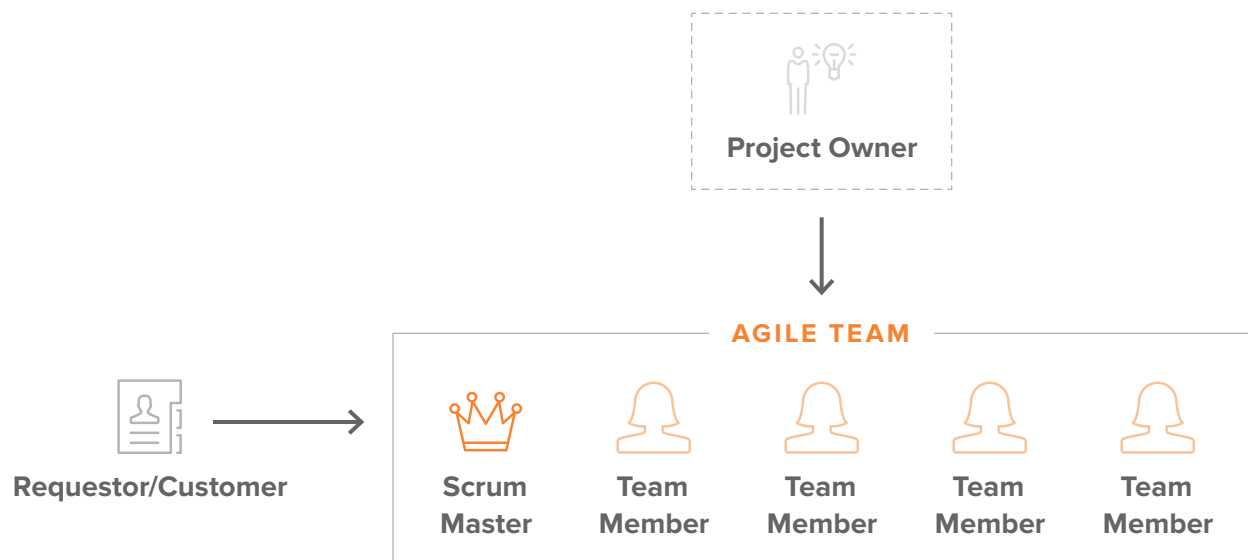 Project Owner
AGILE TEAM
Requestor/Customer
Scrum
Master
Team
Member
Team
Member
Team
Member
Team
Member